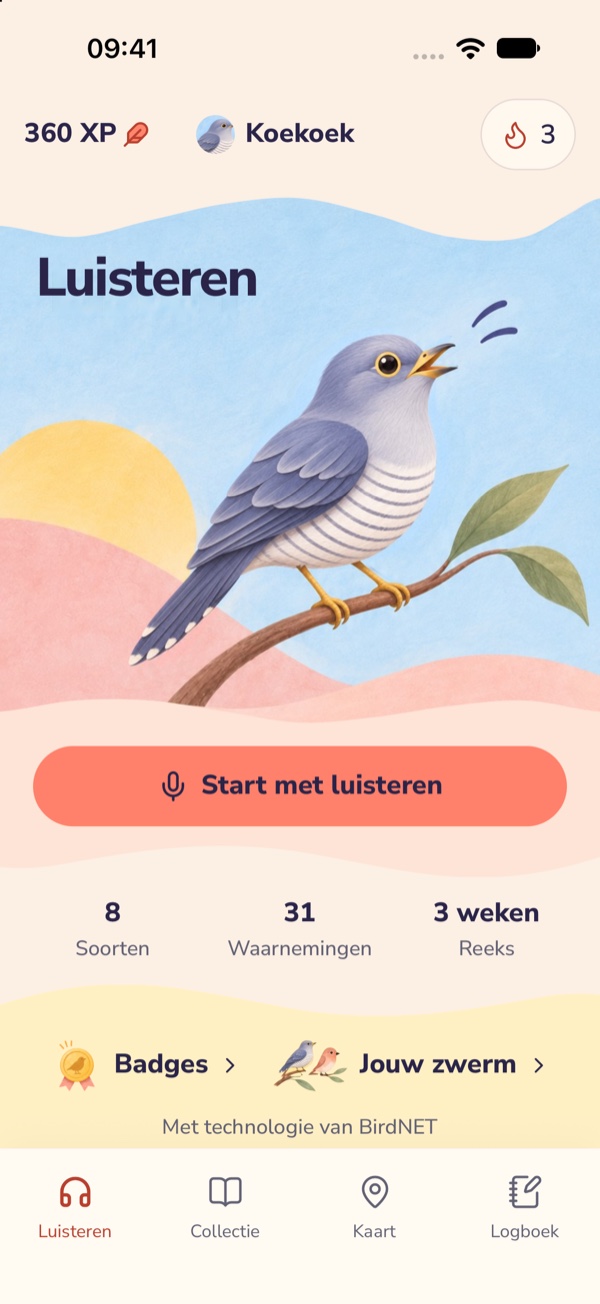 09:41
360 XP
Koekoek
3
Luisteren
Start met luisteren
8
Soorten
31
Waarnemingen
3 weken
Reeks
Badges
Jouw zwerm
Met technologie van BirdNET
Luisteren
Collectie
Kaart
Logboek